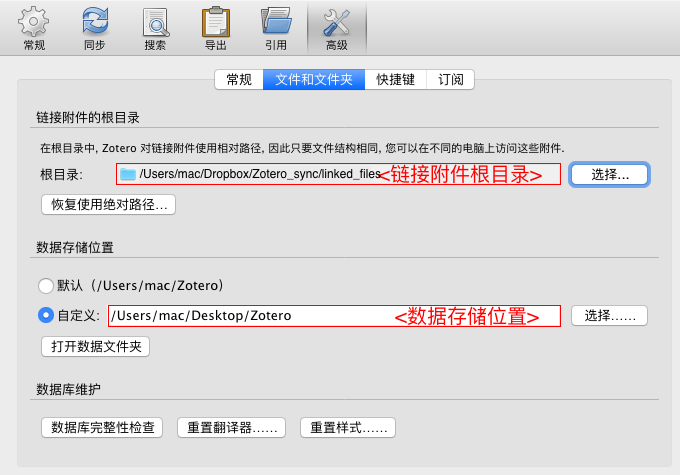 常规 同步 搜索 导出 引用 高级
常规 文件和文件夹 快捷键 订阅
链接附件的根目录
在根目录中, Zotero 对链接附件使用相对路径, 因此只要文件结构相同, 您可以在不同的电脑上访问这些附件.
根目录: /Users/mac/Dropbox/Zotero_sync/linked_files <链接附件根目录> 选择...
恢复使用绝对路径...
数据存储位置
默认（/Users/mac/Zotero）
自定义: /Users/mac/Desktop/Zotero <数据存储位置> 选择……
打开数据文件夹
数据库维护
数据库完整性检查 重置翻译器…… 重置样式……